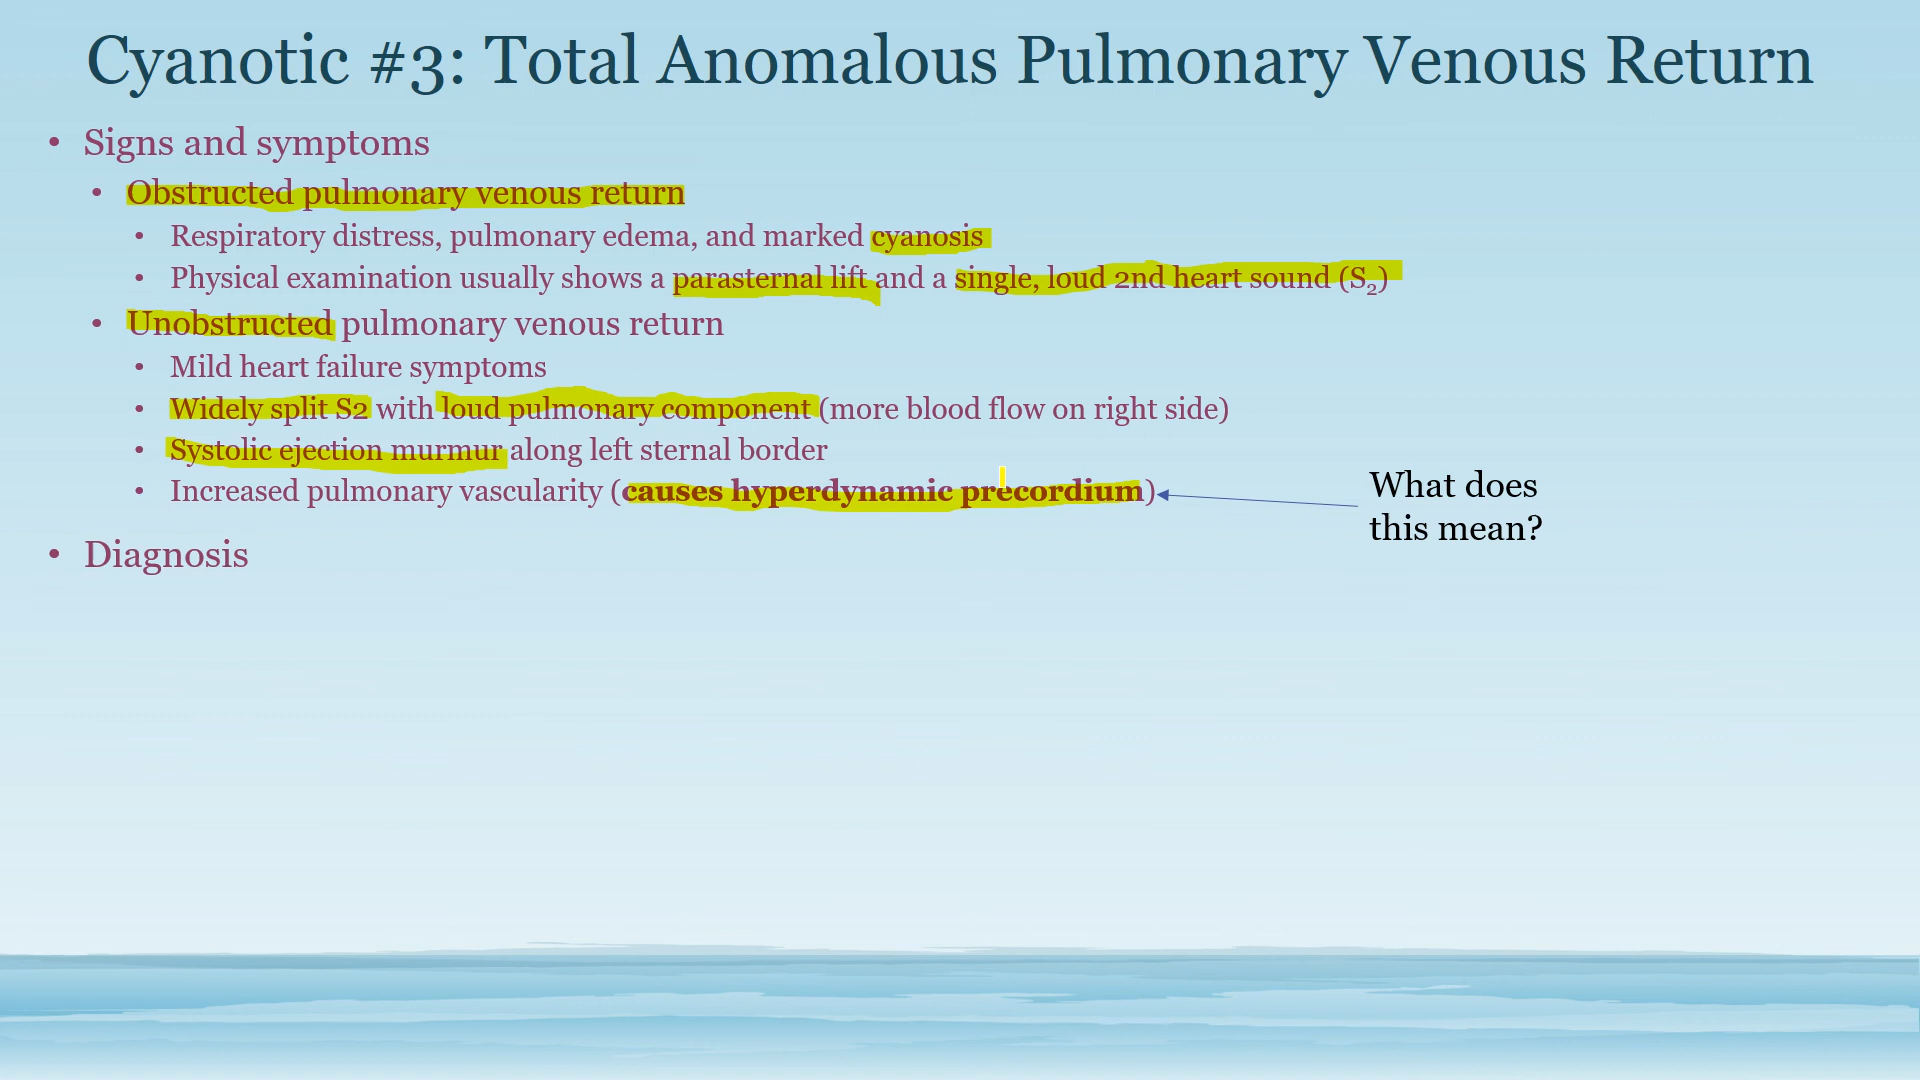 Cyanotic #3: Total Anomalous Pulmonary Venous Return
• Signs and symptoms
• Obstructed pulmonary venous return
• Respiratory distress, pulmonary edema, and marked cyanosis
• Physical examination usually shows a parasternal lift and a single, loud 2nd heart sound (S₂)
• Unobstructed pulmonary venous return
• Mild heart failure symptoms
• Widely split S2 with loud pulmonary component (more blood flow on right side)
• Systolic ejection murmur along left sternal border
• Increased pulmonary vascularity (causes hyperdynamic precordium)
What does
this mean?
• Diagnosis